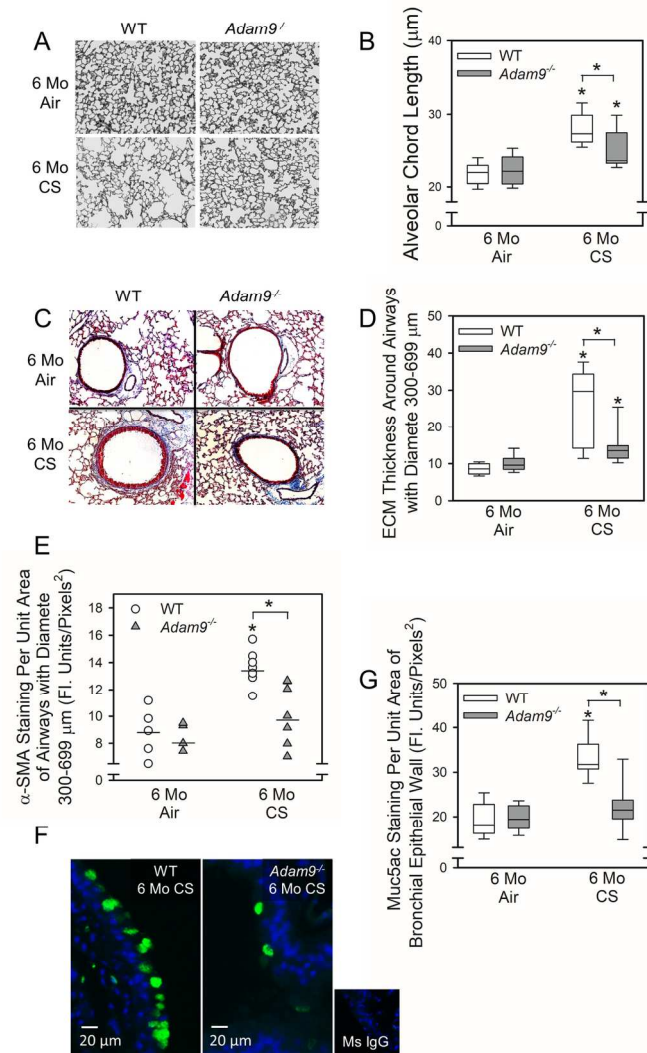 A
WT
Adam9-/
6 Mo
Air
6 Mo
CS
B
Alveolar Chord Length (µm)
40
30
20
0
WT
Adam9-/-
*
*
*
6 Mo
Air
6 Mo
CS
C
WT
Adam9-/-
6 Mo
Air
6 Mo
CS
D
ECM Thickness Around Airways
with Diameter 300-699 µm
50
40
30
20
10
0
WT
Adam9-/-
*
*
*
6 Mo
Air
6 Mo
CS
E
α-SMA Staining Per Unit Area
of Airways with Diamete
300-699 µm (Fl. Units/Pixels2)
18
16
14
12
10
8
0
WT
Adam9-/-
*
*
6 Mo
Air
6 Mo
CS
F
WT
6 Mo CS
20 µm
Adam9-/-
6 Mo CS
20 µm
Ms IgG
G
Muc5ac Staining Per Unit Area of
Bronchial Epithelial Wall (Fl. Units/Pixels2)
50
40
30
20
0
WT
Adam9-/-
*
*
6 Mo
Air
6 Mo
CS